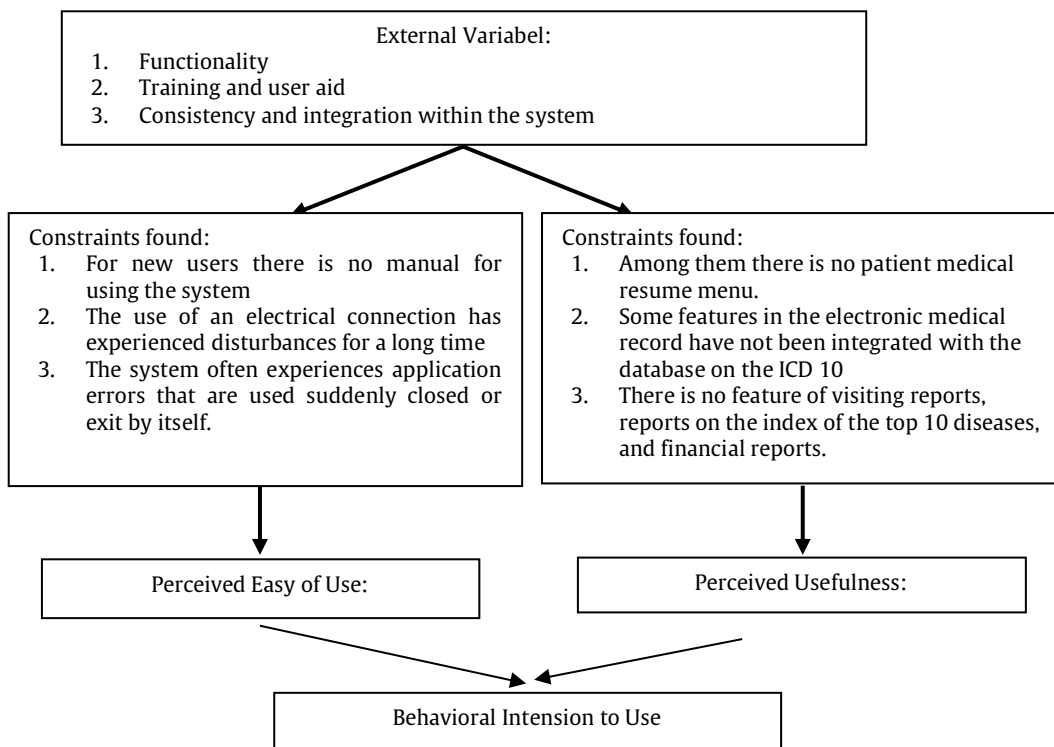 External Variabel:
1. Functionality
2. Training and user aid
3. Consistency and integration within the system
Constraints found:
1. For new users there is no manual for
using the system
2. The use of an electrical connection has
experienced disturbances for a long time
3. The system often experiences application
errors that are used suddenly closed or
exit by itself.
Constraints found:
1. Among them there is no patient medical
resume menu.
2. Some features in the electronic medical
record have not been integrated with the
database on the ICD 10
3. There is no feature of visiting reports,
reports on the index of the top 10 diseases,
and financial reports.
Perceived Easy of Use:
Perceived Usefulness:
Behavioral Intension to Use